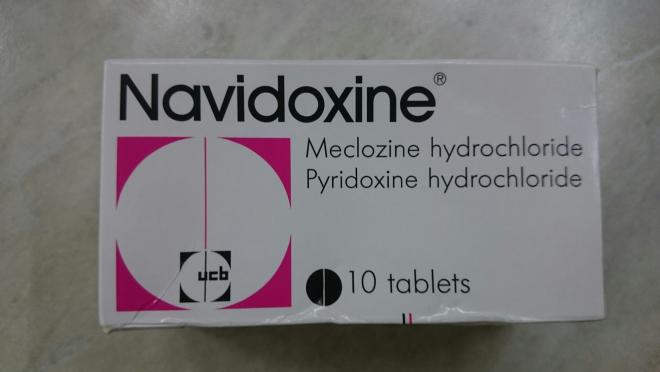 Navidoxine®
Meclozine hydrochloride
Pyridoxine hydrochloride
ucb
10 tablets